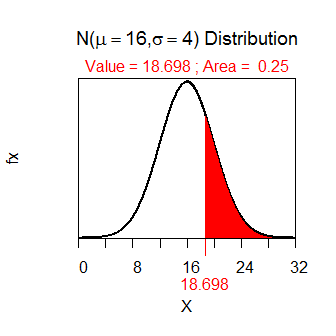 N(μ = 16,σ = 4) Distribution
Value = 18.698 ; Area = 0.25
fx
0 8 16 24 32
18.698
X